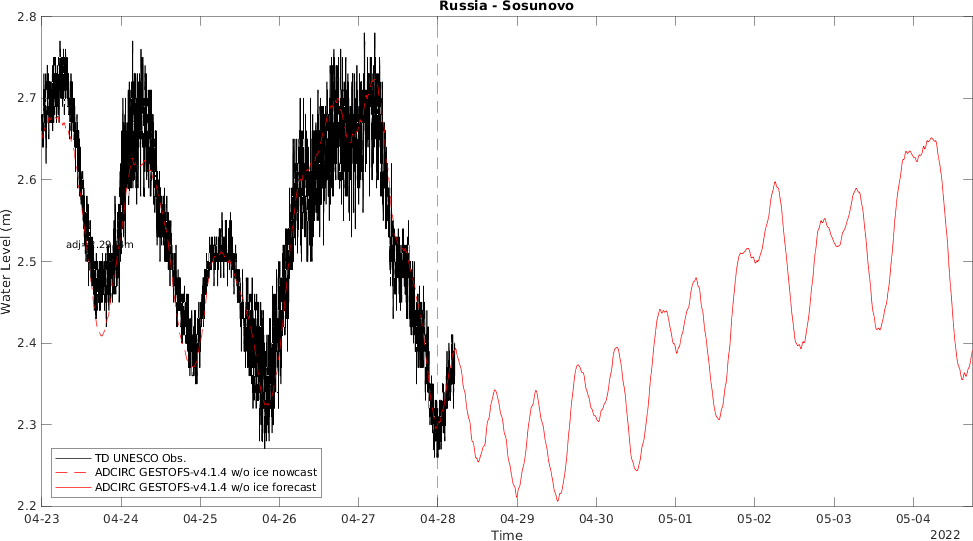 Russia - Sosunovo
2.8
2.7
2.6
2.5
2.4
2.3
2.2
Water Level (m)
TD UNESCO Obs.
ADCIRC GESTOFS-v4.1.4 w/o ice nowcast
ADCIRC GESTOFS-v4.1.4 w/o ice forecast
04-23 04-24 04-25 04-26 04-27 04-28 04-29 04-30 05-01 05-02 05-03 05-04
Time
2022